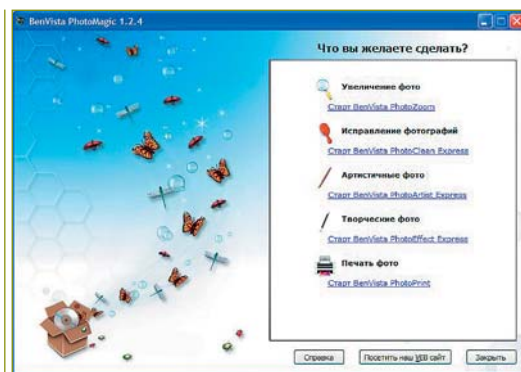 BenVista PhotoMagic 1.2.4
Что вы желаете сделать?
Увеличение фото
Старт BenVista PhotoZoom
Исправление фотографий
Старт BenVista PhotoClean Express
Артистичные фото
Старт BenVista PhotoArtist Express
Творческие фото
Старт BenVista PhotoEffect Express
Печать фото
Старт BenVista PhotoPrint
Справка
Посетить наш WEB сайт
Закрыть